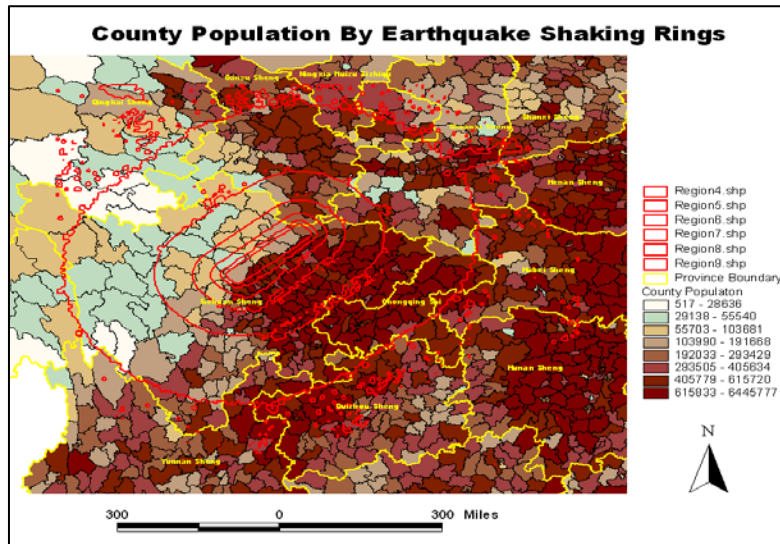 County Population By Earthquake Shaking Rings
Ningxia Huizu Zizhiqu
Gansu Sheng
Qinghai Sheng
Shanxi Sheng
Henan Sheng
Hubei Sheng
Sichuan Sheng
Chongqing Shi
Hunan Sheng
Guizhou Sheng
Yunnan Sheng
Region4.shp
Region5.shp
Region6.shp
Region7.shp
Region8.shp
Region9.shp
Province Boundary
County Populaton
517 - 28636
29138 - 55540
55703 - 103681
103990 - 191668
192033 - 293429
293505 - 405634
405779 - 615720
615833 - 6445777
N
300 0 300 Miles